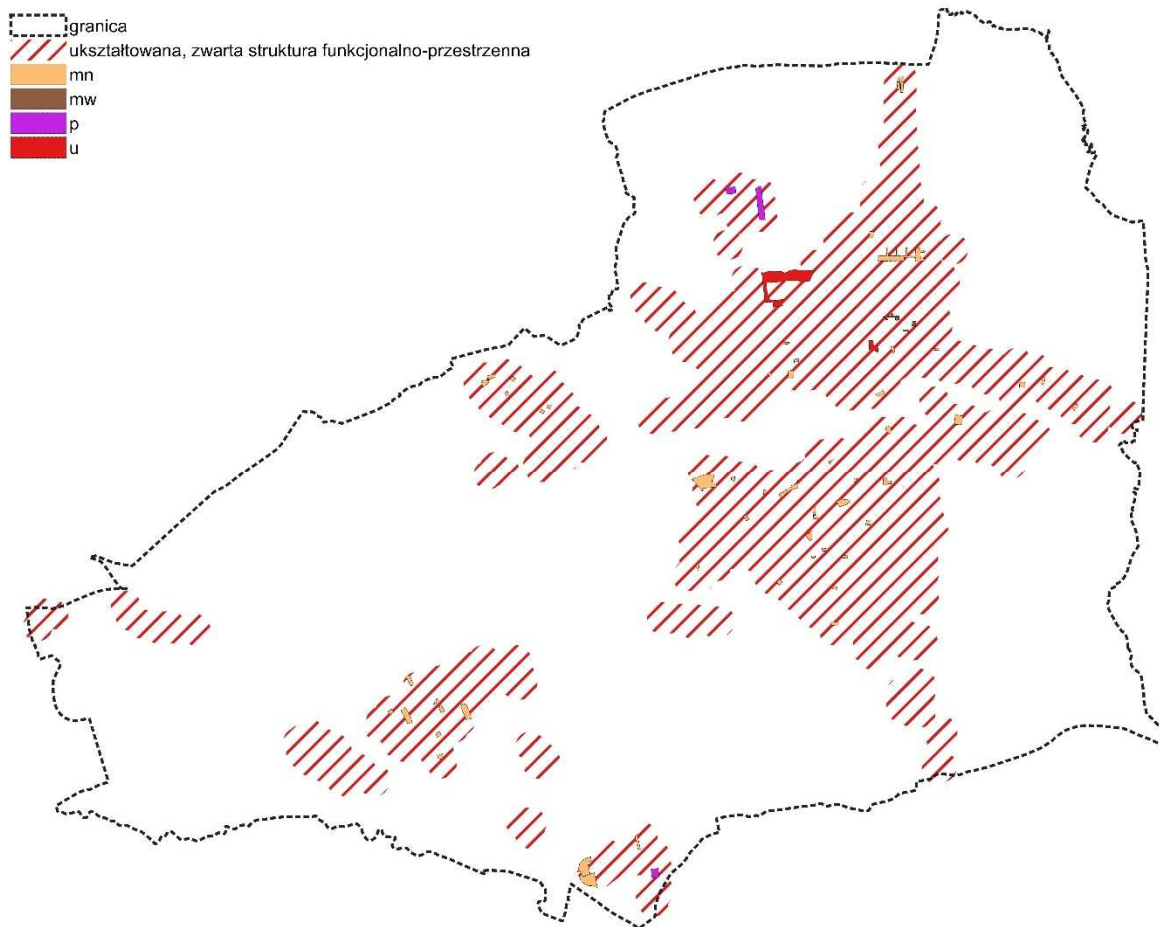 granica
ukształtowana, zwarta struktura funkcjonalno-przestrzenna
mn
mw
p
u